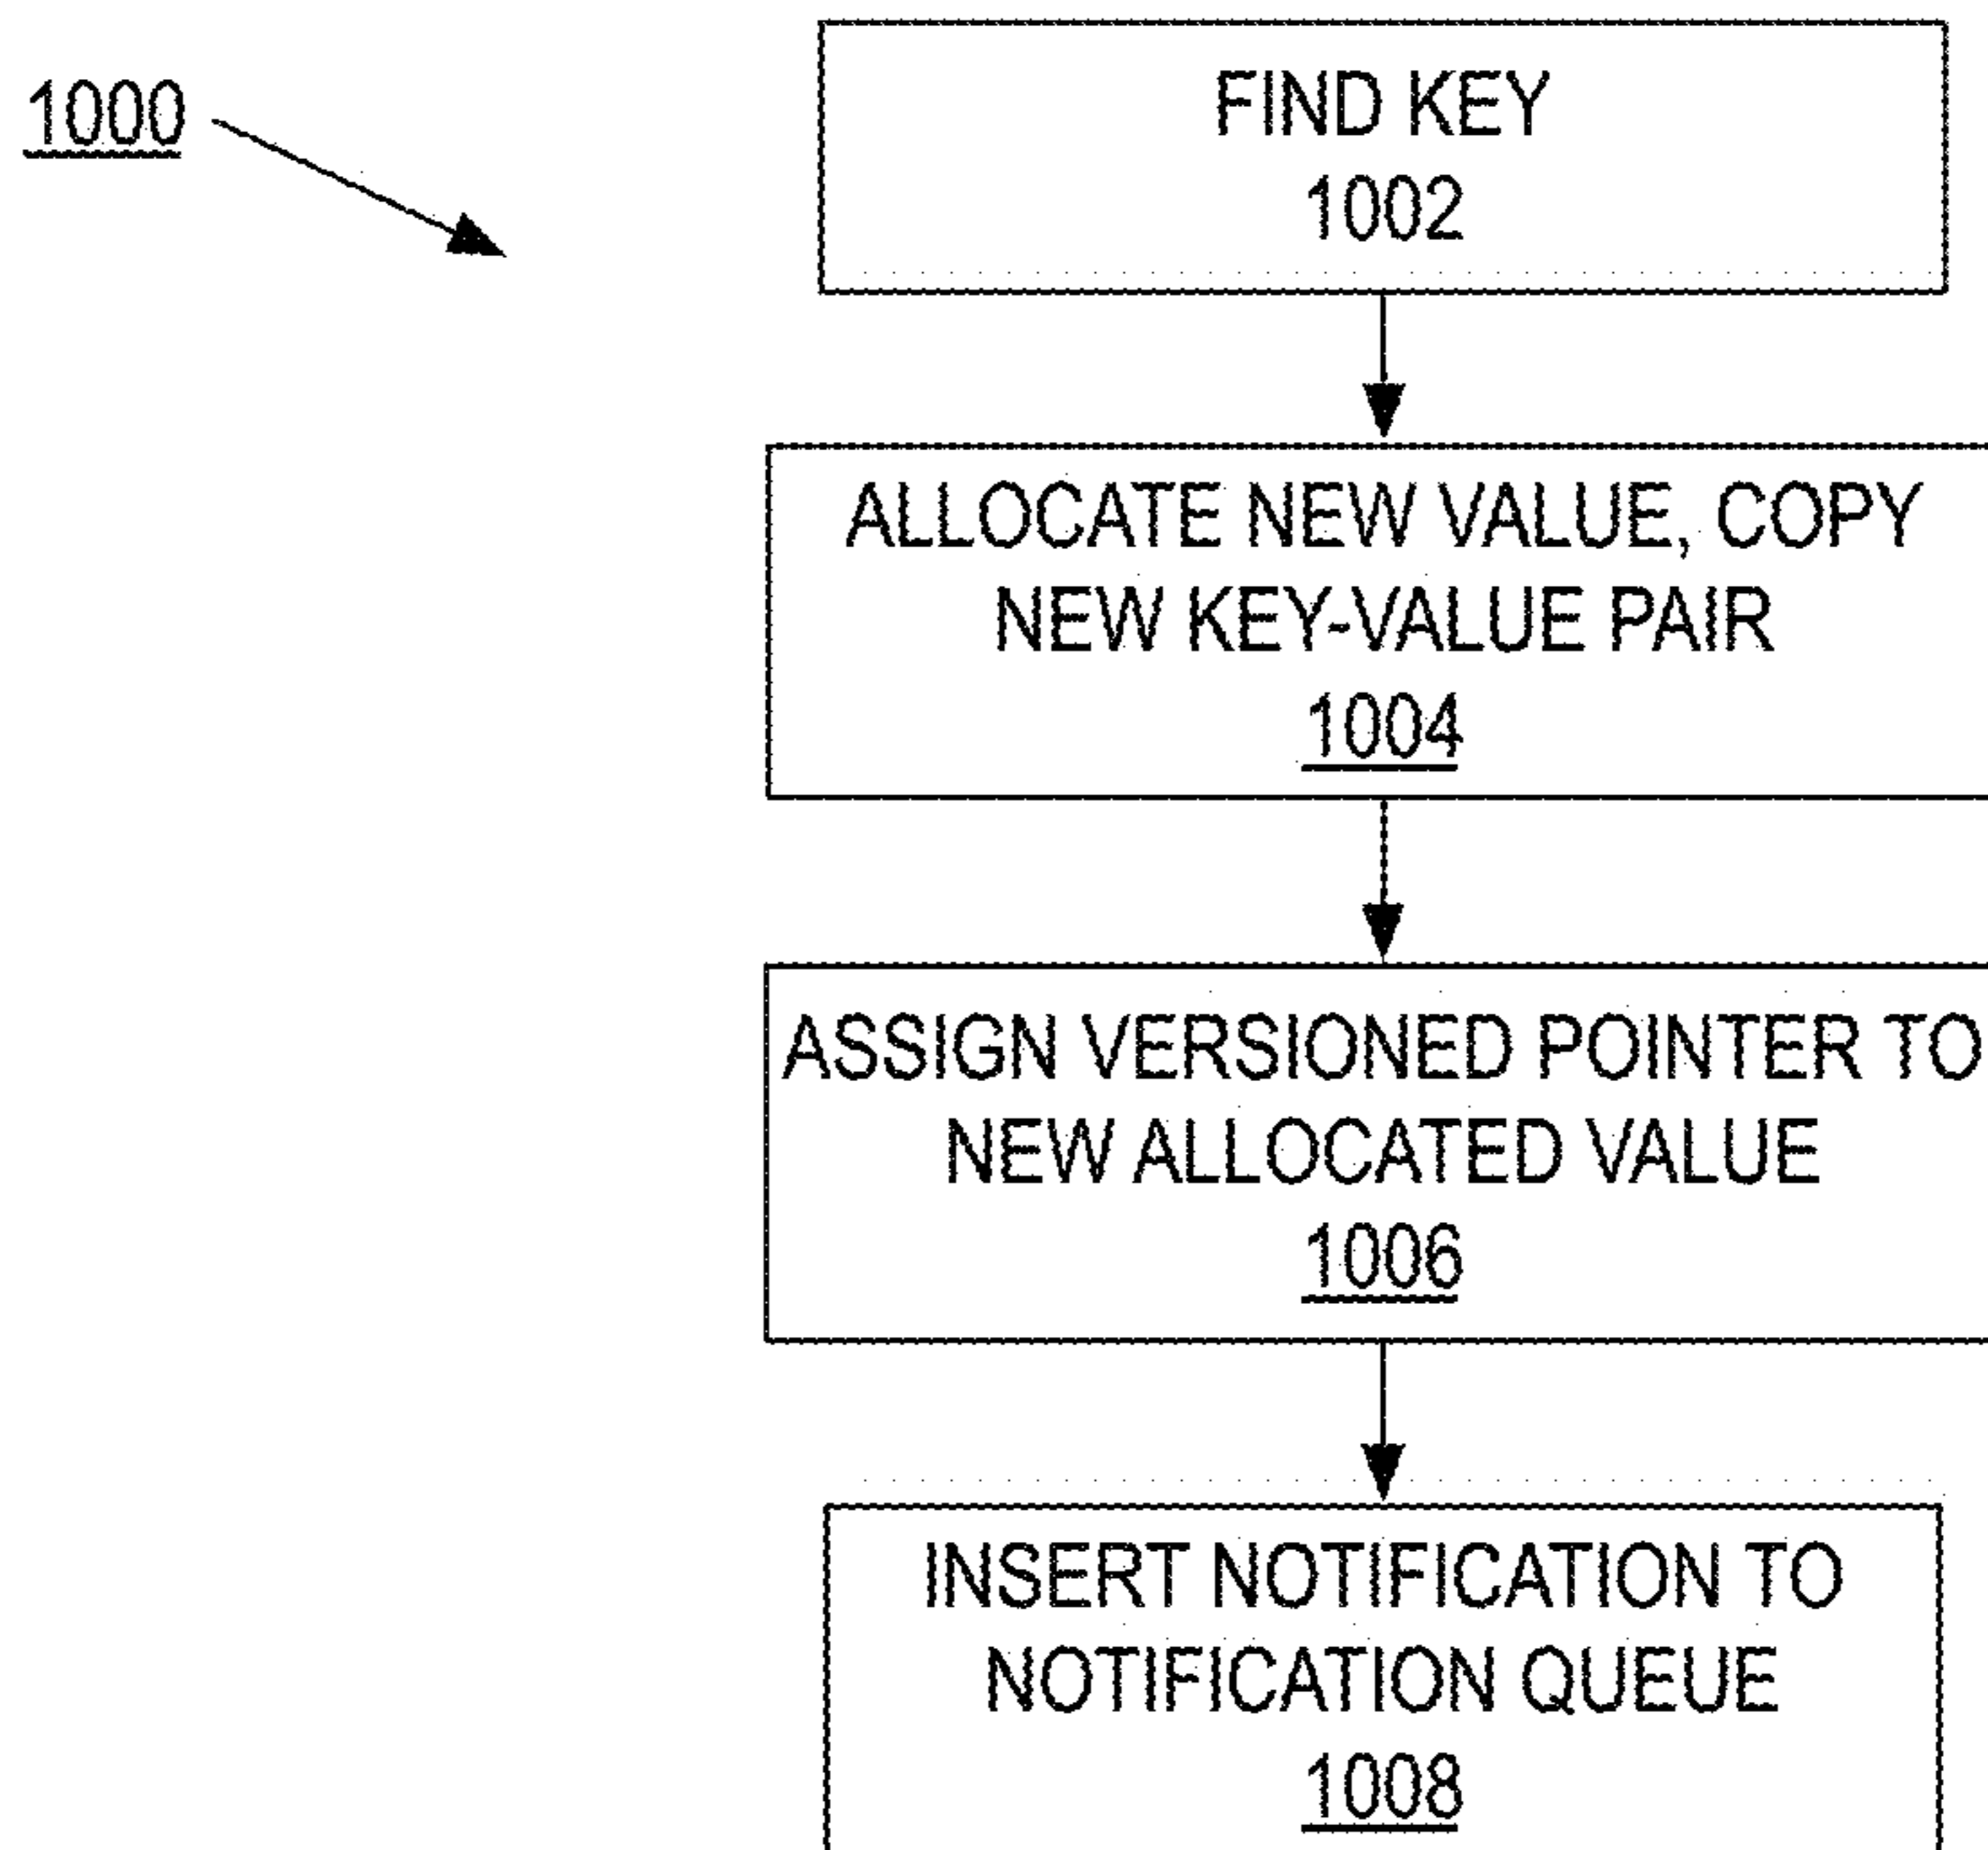 1000
FIND KEY
1002
ALLOCATE NEW VALUE, COPY
NEW KEY-VALUE PAIR
1004
ASSIGN VERSIONED POINTER TO
NEW ALLOCATED VALUE
1006
INSERT NOTIFICATION TO
NOTIFICATION QUEUE
1008